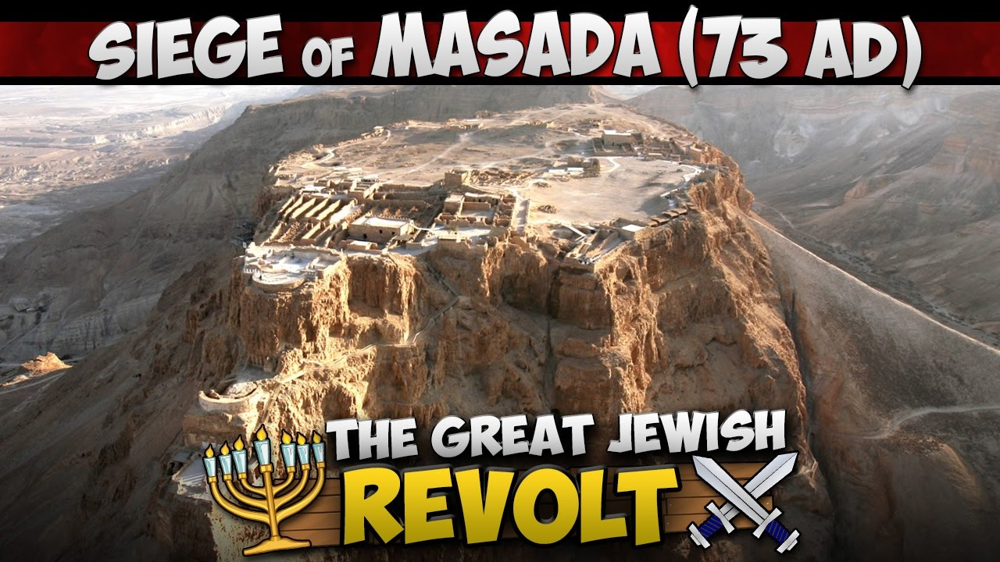 SIEGE OF MASADA (73 AD)
THE GREAT JEWISH
REVOLT